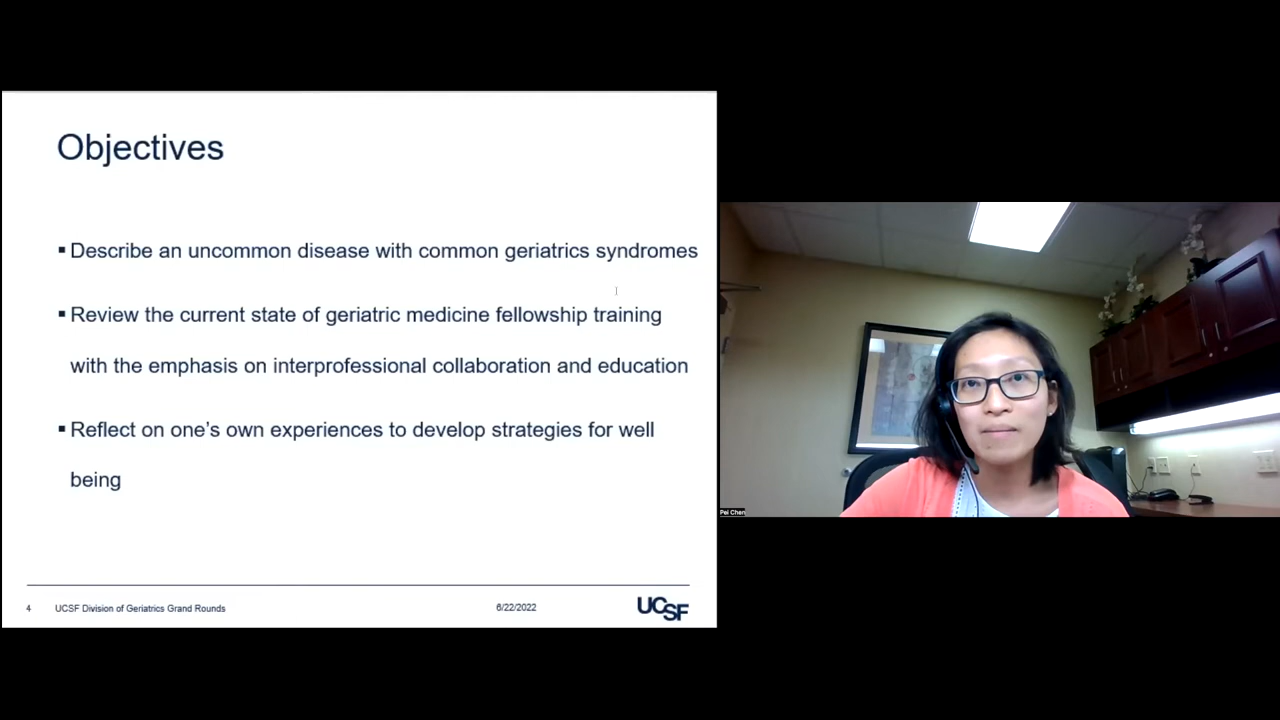 Objectives
▪ Describe an uncommon disease with common geriatrics syndromes
▪ Review the current state of geriatric medicine fellowship training
with the emphasis on interprofessional collaboration and education
▪ Reflect on one’s own experiences to develop strategies for well
being
4 UCSF Division of Geriatrics Grand Rounds 6/22/2022 UCSF
Pei Chen